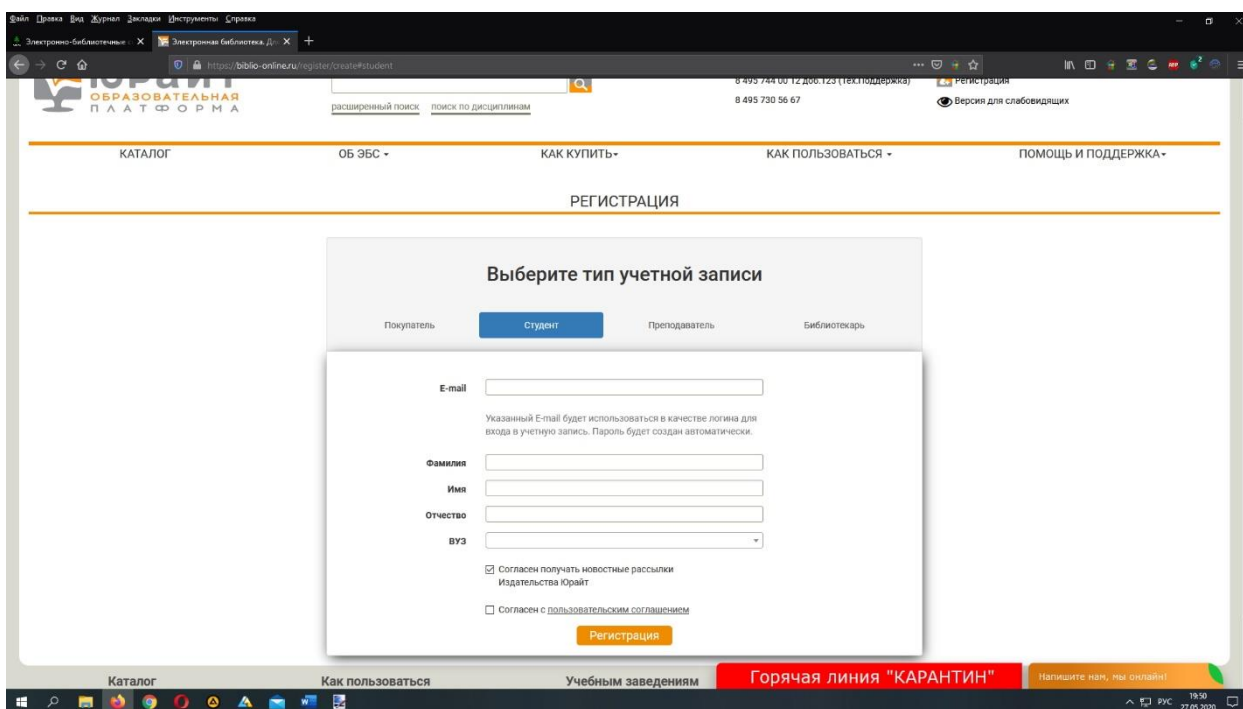 Файл Правка Вид Журнал Закладки Инструменты Справка
Электронно-библиотечные
Электронная библиотека.
https://biblio-online.ru/register/create#student
ЮРАЙТ
ОБРАЗОВАТЕЛЬНАЯ
ПЛАТФОРМА
расширенный поиск поиск по дисциплинам
8 495 744 00 12 доб.123 (Тех.Поддержка)
8 495 730 56 67
Регистрация
Версия для слабовидящих
КАТАЛОГ ОБ ЭБС КАК КУПИТЬ КАК ПОЛЬЗОВАТЬСЯ ПОМОЩЬ И ПОДДЕРЖКА
РЕГИСТРАЦИЯ
Выберите тип учетной записи
Покупатель Студент Преподаватель Библиотекарь
E-mail
Указанный E-mail будет использоваться в качестве логина для
входа в учетную запись. Пароль будет создан автоматически.
Фамилия
Имя
Отчество
ВУЗ
Согласен получать новостные рассылки
Издательства Юрайт
Согласен с пользовательским соглашением
Регистрация
Каталог Как пользоваться Учебным заведениям
Горячая линия "КАРАНТИН"
Напишите нам, мы онлайн!
РУС
19:50
27.05.2020